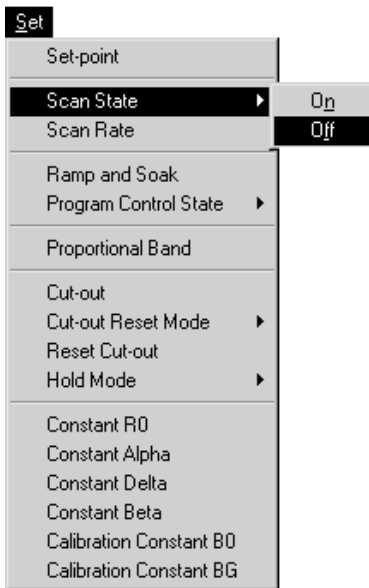 Set
Set-point
Scan State
On
Scan Rate
Off
Ramp and Soak
Program Control State
Proportional Band
Cut-out
Cut-out Reset Mode
Reset Cut-out
Hold Mode
Constant R0
Constant Alpha
Constant Delta
Constant Beta
Calibration Constant B0
Calibration Constant BG